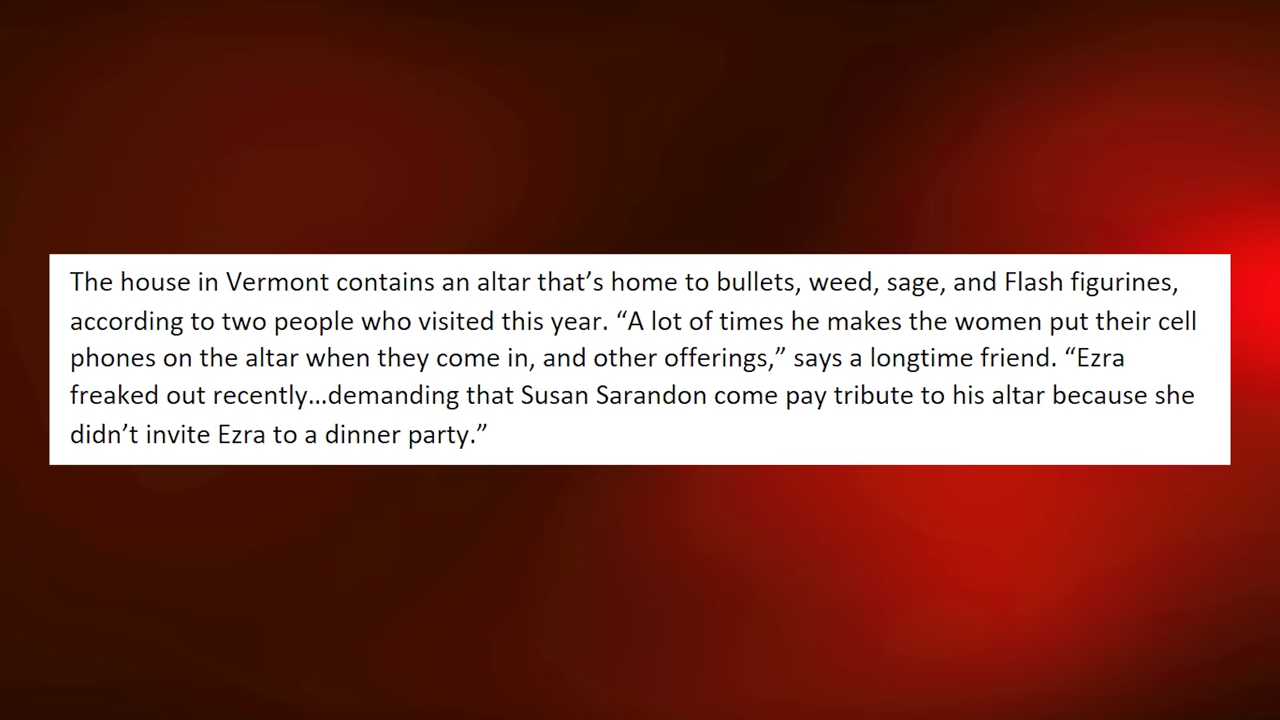 The house in Vermont contains an altar that’s home to bullets, weed, sage, and Flash figurines,
according to two people who visited this year. “A lot of times he makes the women put their cell
phones on the altar when they come in, and other offerings,” says a longtime friend. “Ezra
freaked out recently…demanding that Susan Sarandon come pay tribute to his altar because she
didn’t invite Ezra to a dinner party.”